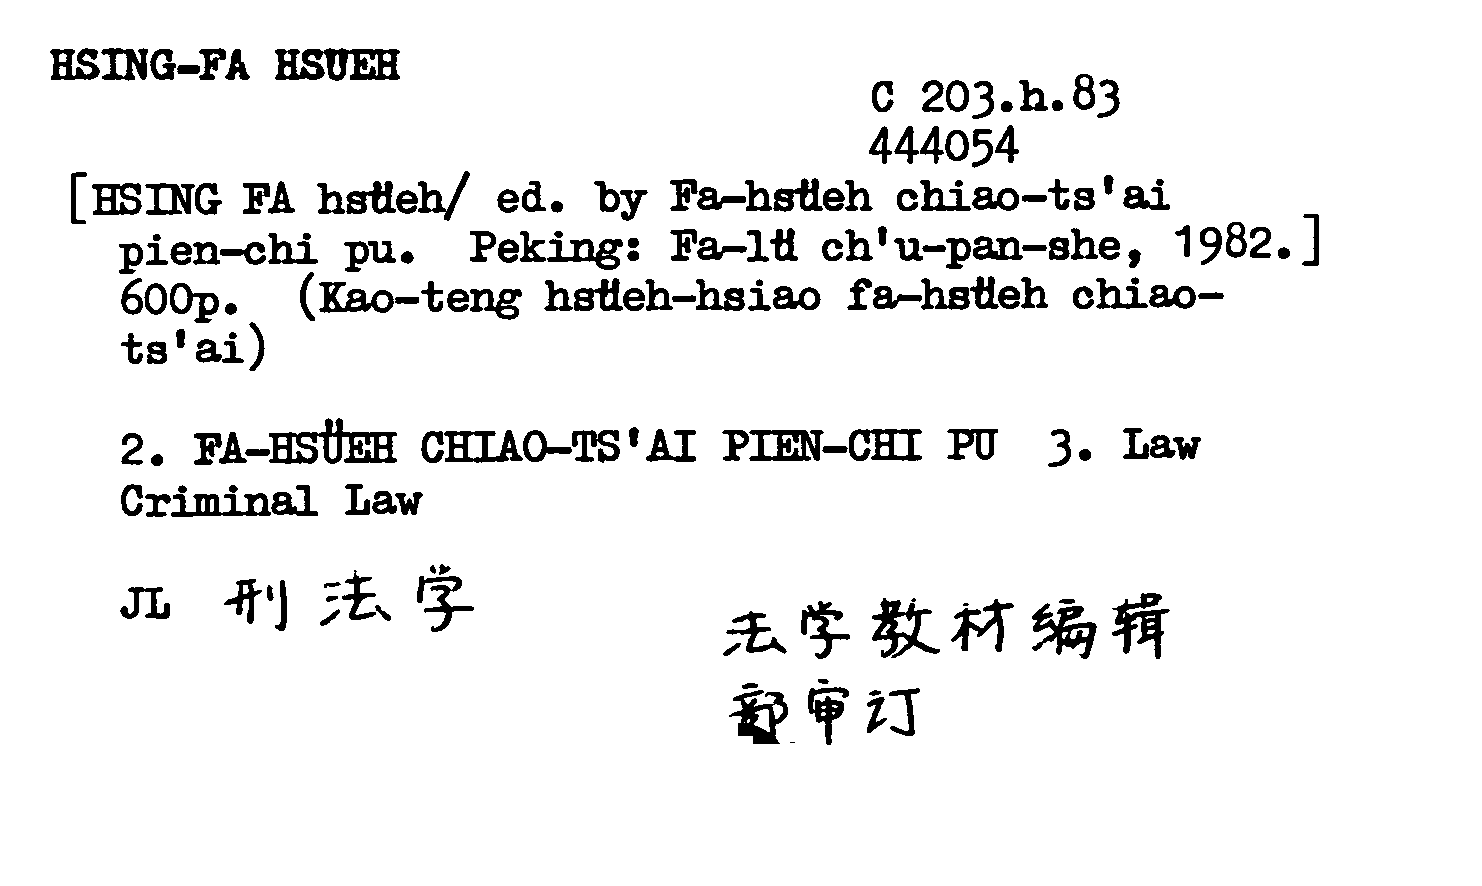 HSING-FA HSUEH
C 203.h.83
444054
[HSING FA hsüeh/ ed. by Fa-hsüeh chiao-ts'ai
pien-chi pu. Peking: Fa-lü ch'u-pan-she, 1982.]
600p. (Kao-teng hsüeh-hsiao fa-hsüeh chiao-
ts'ai)
2. FA-HSÜEH CHIAO-TS'AI PIEN-CHI PU 3. Law
Criminal Law
JL 刑法学
法学教材编辑
部审订